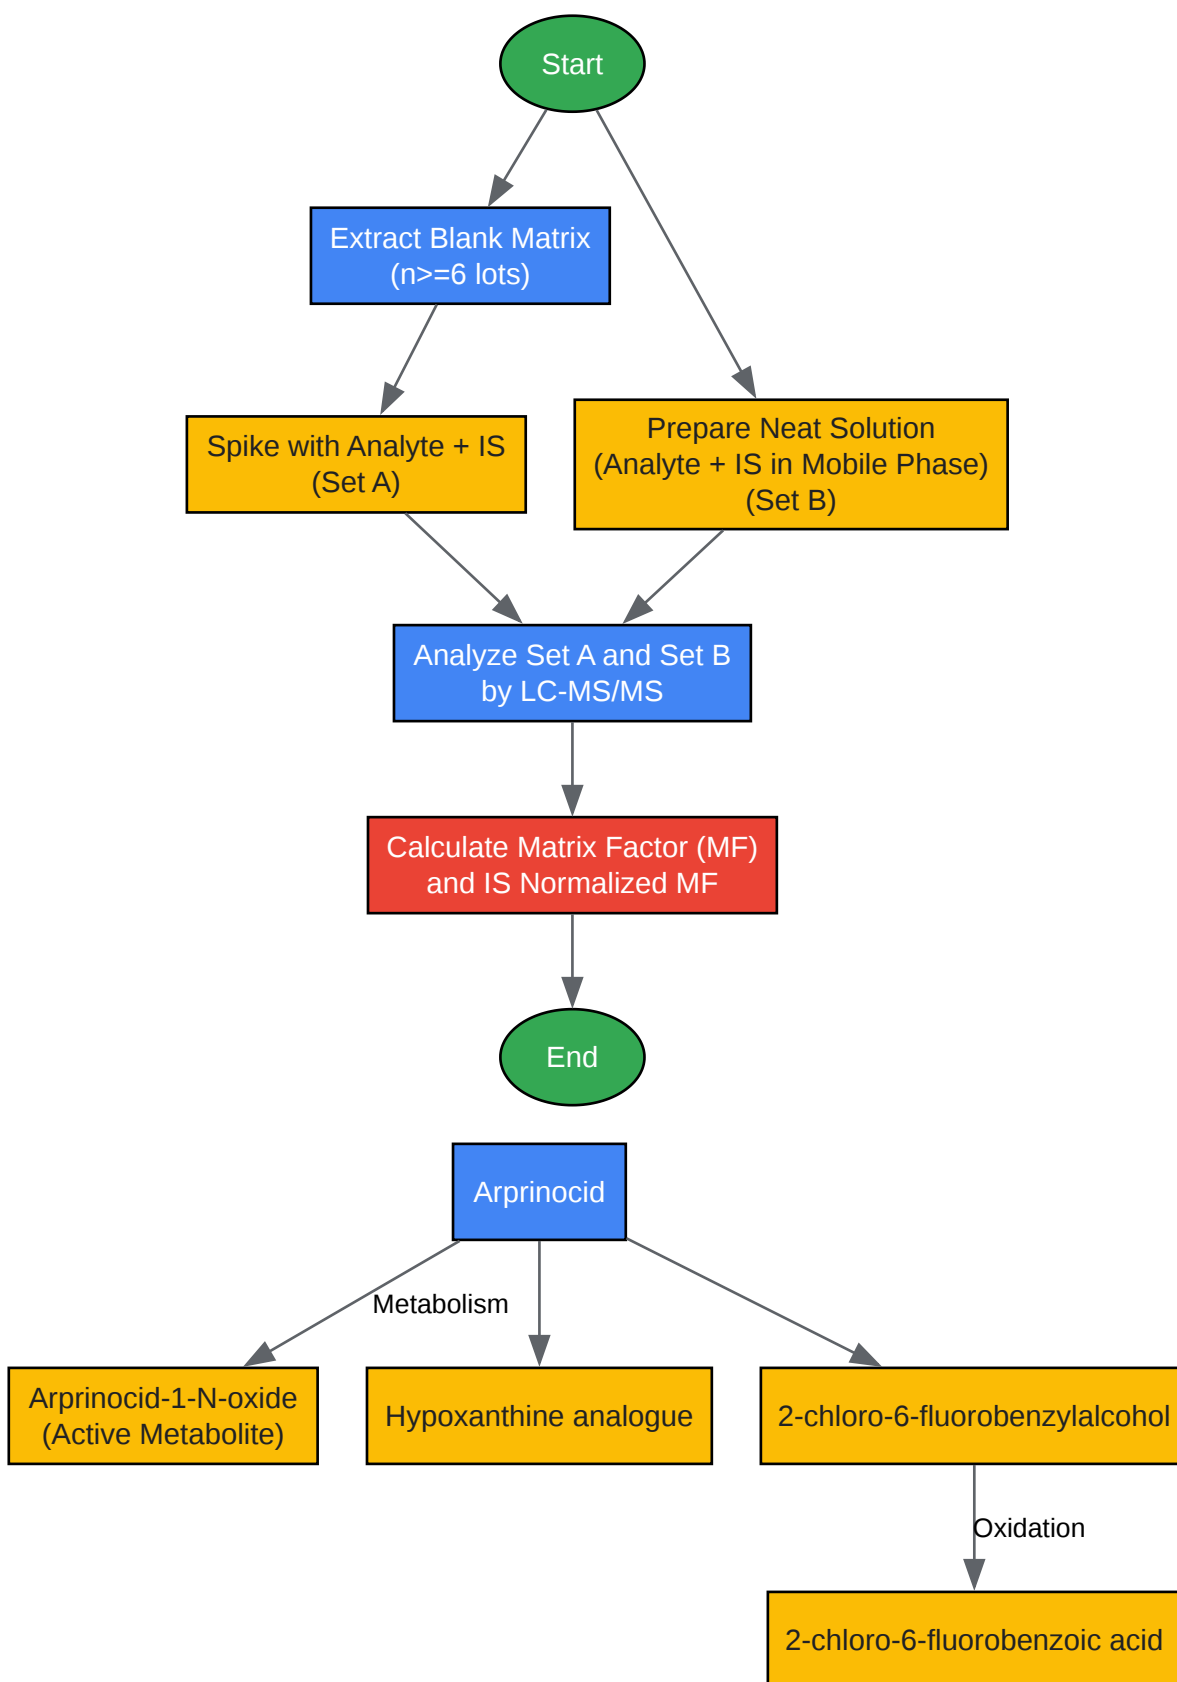 Start
Extract Blank Matrix
(n>=6 lots)
Spike with Analyte + IS
(Set A)
Prepare Neat Solution
(Analyte + IS in Mobile Phase)
(Set B)
Analyze Set A and Set B
by LC-MS/MS
Calculate Matrix Factor (MF)
and IS Normalized MF
End
Arprinocid
Metabolism
Arprinocid-1-N-oxide
(Active Metabolite)
Hypoxanthine analogue
2-chloro-6-fluorobenzylalcohol
Oxidation
2-chloro-6-fluorobenzoic acid